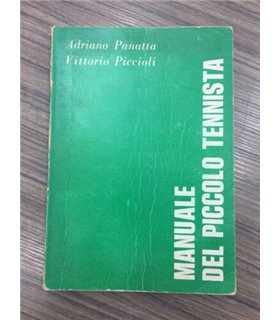 Adriano Panatta
Vittorio Piccioli
MANUALE
DEL PICCOLO TENNISTA